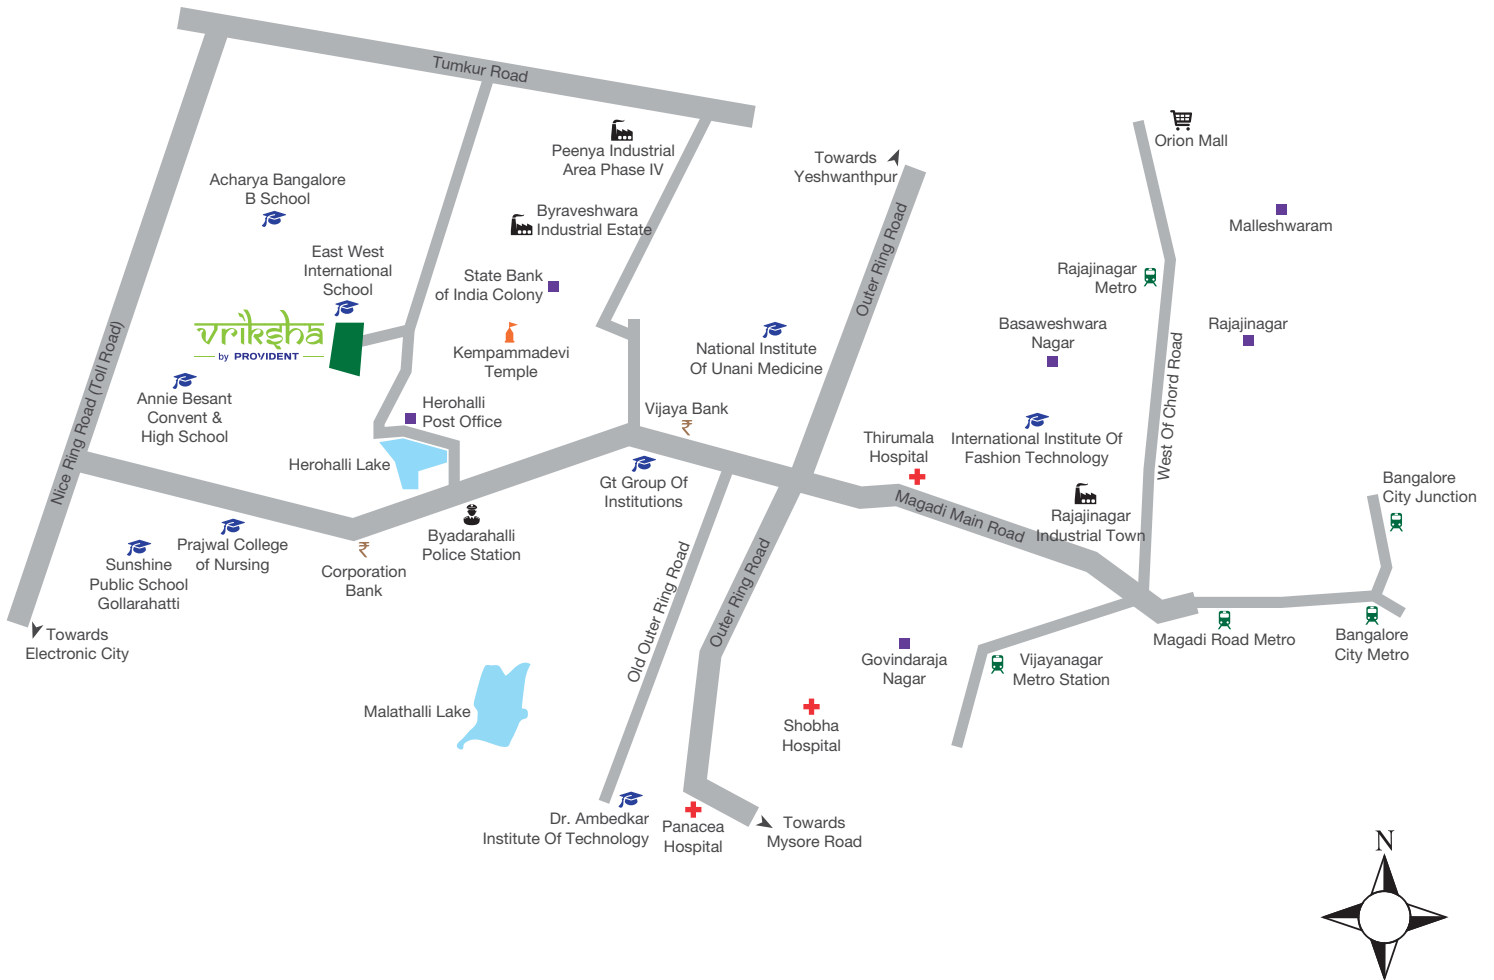 Tumkur Road
Orion Mall
Peenya Industrial
Area Phase IV
Towards
Yeshwanthpur
Acharya Bangalore
B School
Byraveshwara
Industrial Estate
Malleshwaram
East West
International
School
State Bank
of India Colony
Outer Ring Road
Rajajinagar
Metro
vriksha
by PROVIDENT
Kempammadevi
Temple
National Institute
Of Unani Medicine
Basaweshwara
Nagar
Rajajinagar
Nice Ring Road (Toll Road)
Annie Besant
Convent &
High School
Herohalli
Post Office
Vijaya Bank
West Of Chord Road
Herohalli Lake
Thirumala
Hospital
International Institute Of
Fashion Technology
Gt Group Of
Institutions
Bangalore
City Junction
Magadi Main Road
Rajajinagar
Industrial Town
Byadarahalli
Police Station
Prajwal College
of Nursing
Sunshine
Public School
Gollarahatti
Corporation
Bank
Old Outer Ring Road
Outer Ring Road
Towards
Electronic City
Magadi Road Metro
Bangalore
City Metro
Govindaraja
Nagar
Vijayanagar
Metro Station
Malathalli Lake
Shobha
Hospital
Dr. Ambedkar
Institute Of Technology
Panacea
Hospital
Towards
Mysore Road
N